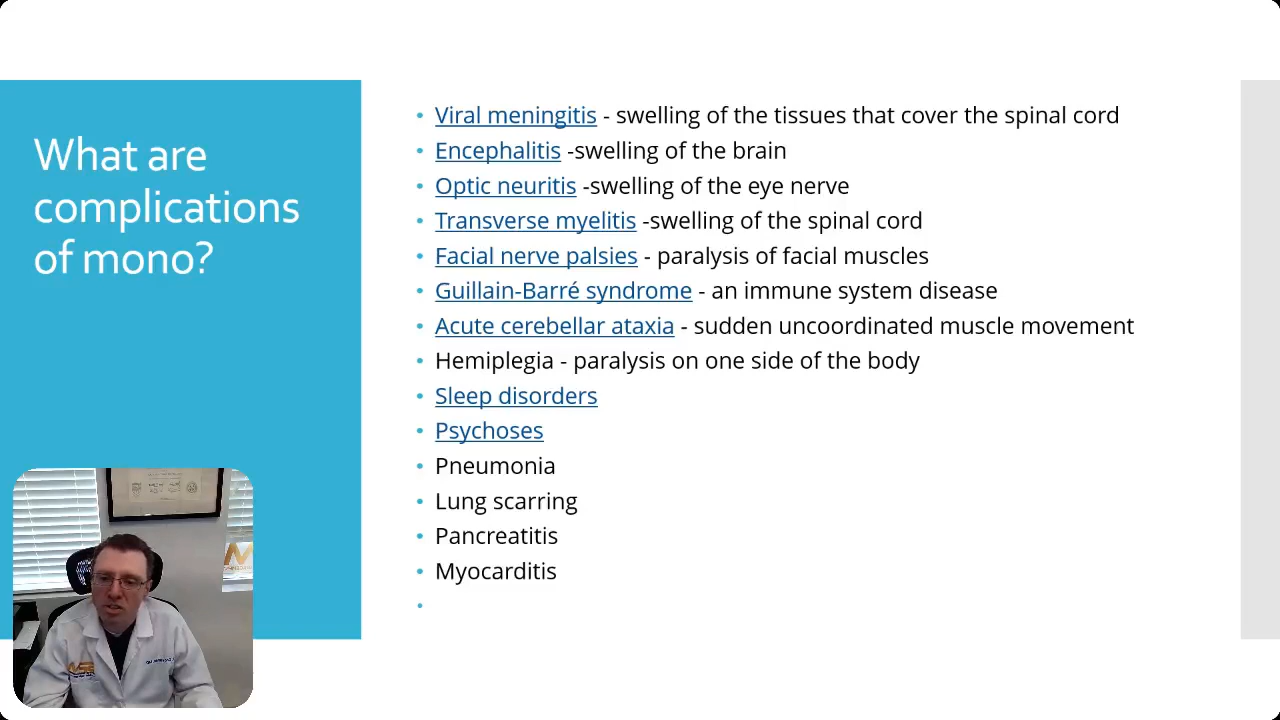 What are
complications
of mono?
Viral meningitis - swelling of the tissues that cover the spinal cord
Encephalitis -swelling of the brain
Optic neuritis -swelling of the eye nerve
Transverse myelitis -swelling of the spinal cord
Facial nerve palsies - paralysis of facial muscles
Guillain-Barré syndrome - an immune system disease
Acute cerebellar ataxia - sudden uncoordinated muscle movement
Hemiplegia - paralysis on one side of the body
Sleep disorders
Psychoses
Pneumonia
Lung scarring
Pancreatitis
Myocarditis